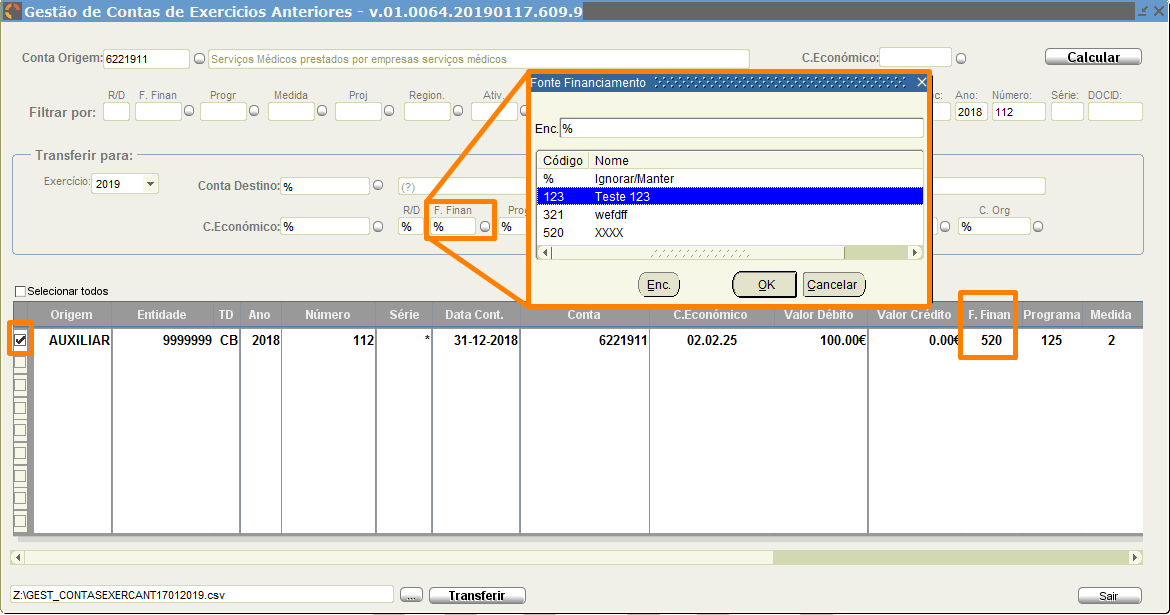 Gestão de Contas de Exercicios Anteriores - v.01.0064.20190117.609.9
Conta Origem: 6221911 Serviços Médicos prestados por empresas serviços médicos C.Económico: Calcular
R/D F. Finan Progr Medida Proj Region. Ativ. Ano: Número: Série: DOCID:
Filtrar por: 2018 112
Transferir para:
Exercício: 2019 Conta Destino: % (?)
R/D F. Finan C. Org
C.Económico: % % % % %
Fonte Financiamento
Enc. %
Código Nome
% Ignorar/Manter
123 Teste 123
321 wefdff
520 XXXX
Enc. OK Cancelar
Selecionar todos
Origem Entidade TD Ano Número Série Data Cont. Conta C.Económico Valor Débito Valor Crédito F. Finan Programa Medida
AUXILIAR 9999999 CB 2018 112 * 31-12-2018 6221911 02.02.25 100.00€ 0.00€ 520 125 2
Z:\GEST_CONTASEXERCANT17012019.csv ... Transferir Sair